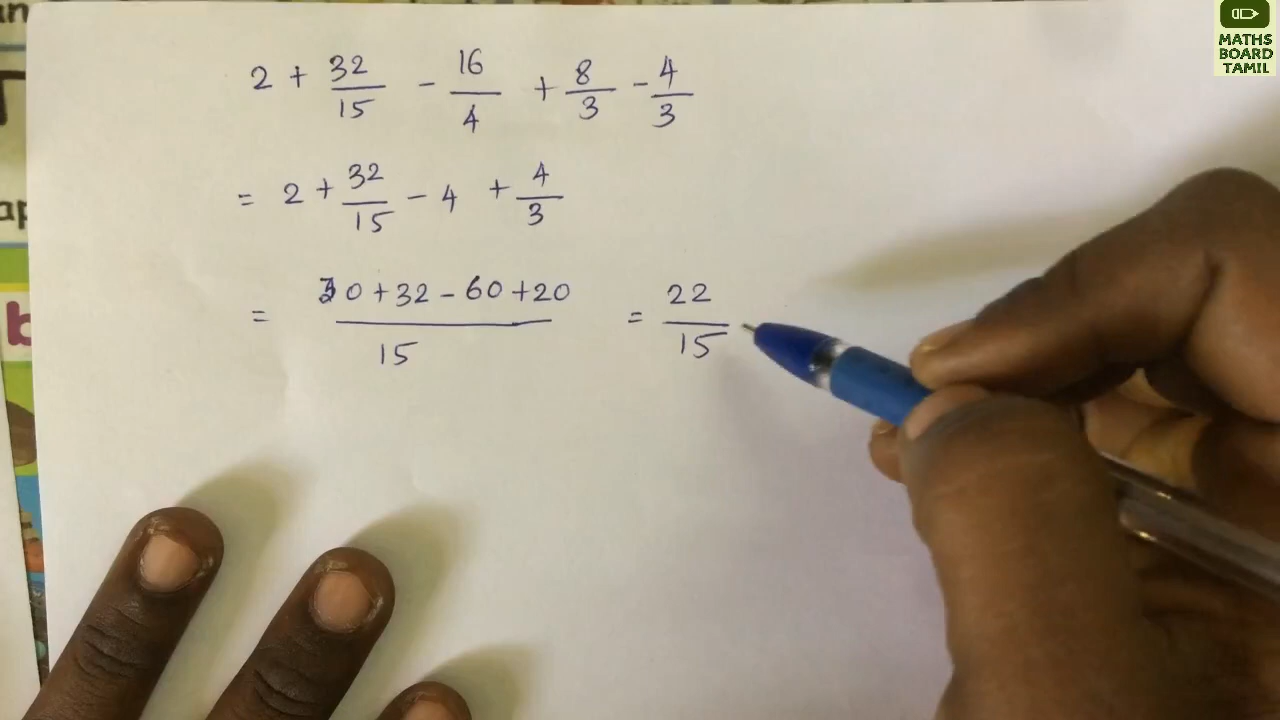 2 + 32/15 - 16/4 + 8/3 - 4/3
= 2 + 32/15 - 4 + 4/3
= 30+32-60+20/15 = 22/15
MATHS
BOARD
TAMIL